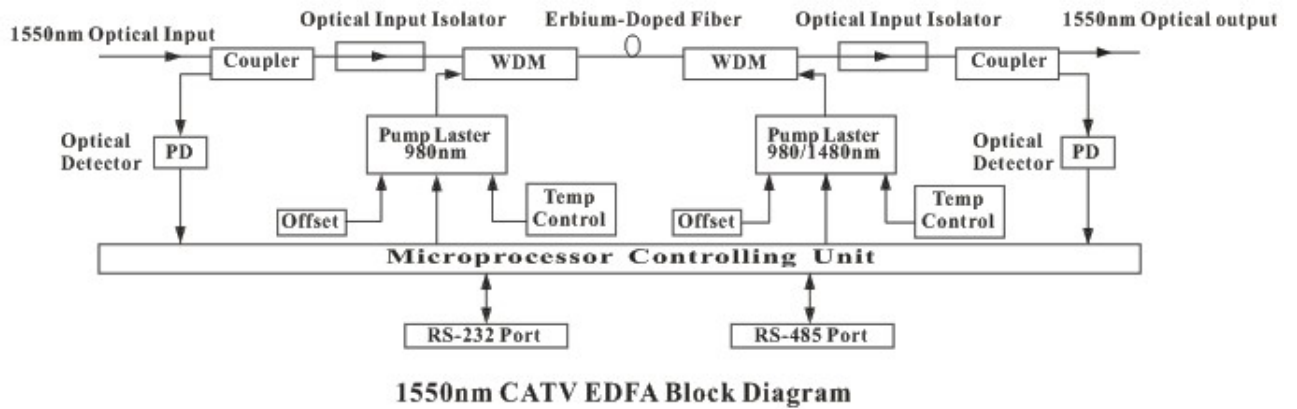 Optical Input Isolator
Erbium-Doped Fiber
Optical Input Isolator
1550nm Optical output
1550nm Optical Input
Coupler
WDM
WDM
Coupler
Optical
Detector
PD
Pump Laster
980nm
Pump Laster
980/1480nm
Optical
Detector
PD
Offset
Temp
Control
Offset
Temp
Control
Microprocessor Controlling Unit
RS-232 Port
RS-485 Port
1550nm CATV EDFA Block Diagram